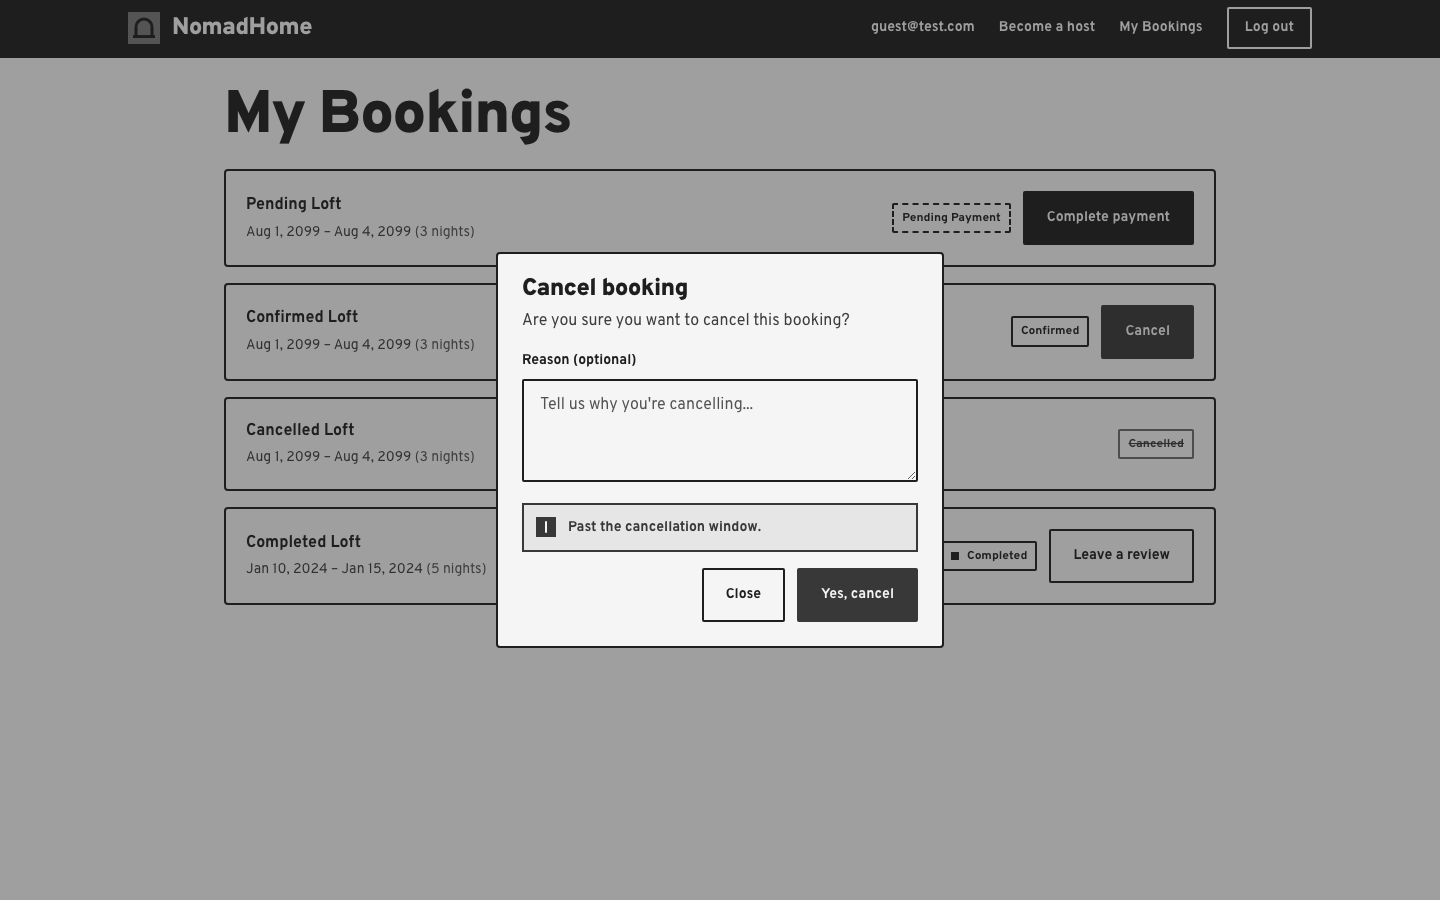 NomadHome
guest@test.com Become a host My Bookings Log out
My Bookings
Pending Loft
Aug 1, 2099 – Aug 4, 2099 (3 nights)
Pending Payment
Complete payment
Confirmed Loft
Aug 1, 2099 – Aug 4, 2099 (3 nights)
Confirmed
Cancel
Cancelled Loft
Aug 1, 2099 – Aug 4, 2099 (3 nights)
Cancelled
Completed Loft
Jan 10, 2024 – Jan 15, 2024 (5 nights)
Completed
Leave a review
Cancel booking
Are you sure you want to cancel this booking?
Reason (optional)
Tell us why you're cancelling...
Past the cancellation window.
Close
Yes, cancel